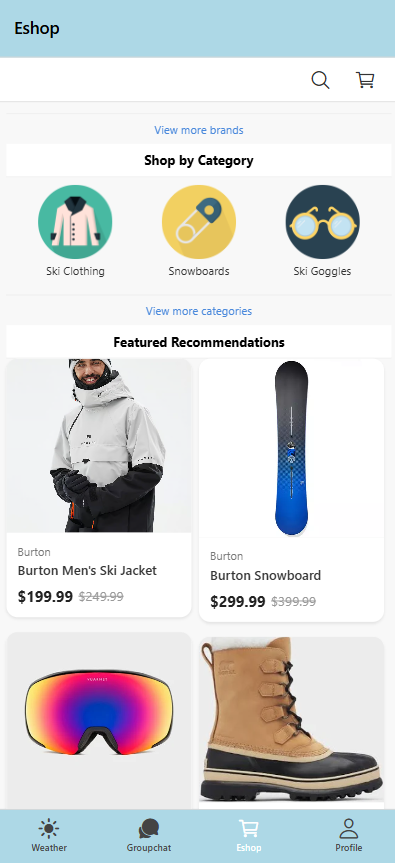 Eshop
View more brands
Shop by Category
Ski Clothing
Snowboards
Ski Goggles
View more categories
Featured Recommendations
Burton
Burton Men's Ski Jacket
$199.99 $249.99
Burton
Burton Snowboard
$299.99 $399.99
Weather
Groupchat
Eshop
Profile